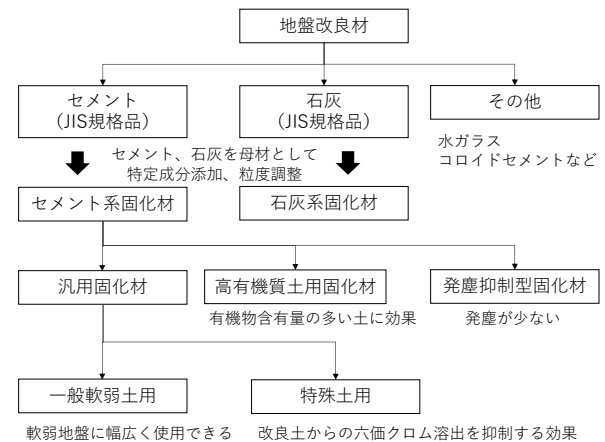 地盤改良材
セメント
（JIS規格品）
石灰
（JIS規格品）
その他
水ガラス
コロイドセメントなど
セメント、石灰を母材として
特定成分添加、粒度調整
セメント系固化材
石灰系固化材
汎用固化材
高有機質土用固化材
発塵抑制型固化材
有機物含有量の多い土に効果
発塵が少ない
一般軟弱土用
特殊土用
軟弱地盤に幅広く使用できる
改良土からの六価クロム溶出を抑制する効果